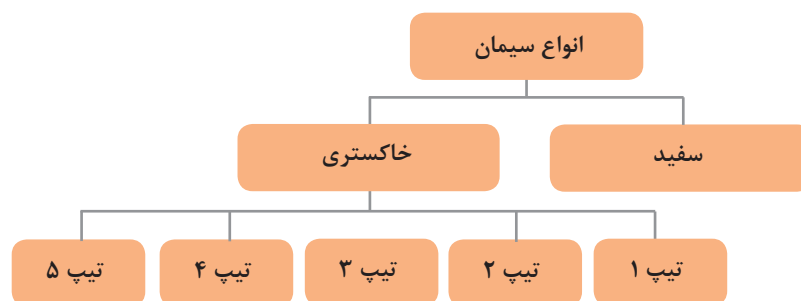 انواع سیمان
سفید
خاکستری
تیپ ۱
تیپ ۲
تیپ ۳
تیپ ۴
تیپ ۵